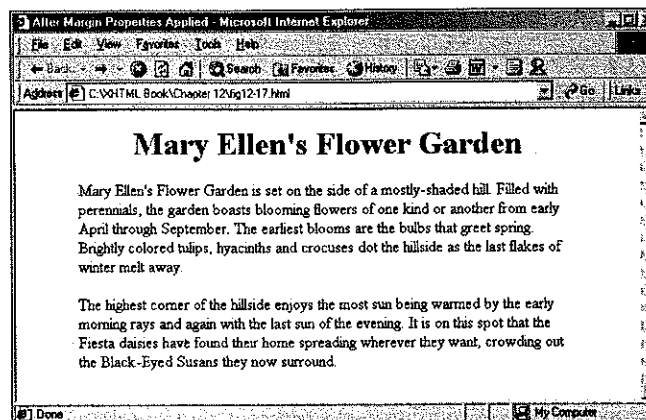 After Margin Properties Applied - Microsoft Internet Explorer
File Edit View Favorites Tools Help
Back Search Favorites History
Address C:\XHTML Book\Chapter 12\fig12-17.html Go Links
Mary Ellen's Flower Garden
Mary Ellen's Flower Garden is set on the side of a mostly-shaded hill. Filled with
perennials, the garden boasts blooming flowers of one kind or another from early
April through September. The earliest blooms are the bulbs that greet spring.
Brightly colored tulips, hyacinths and crocuses dot the hillside as the last flakes of
winter melt away.
The highest corner of the hillside enjoys the most sun being warmed by the early
morning rays and again with the last sun of the evening. It is on this spot that the
Fiesta daisies have found their home spreading wherever they want, crowding out
the Black-Eyed Susans they now surround.
Done My Computer